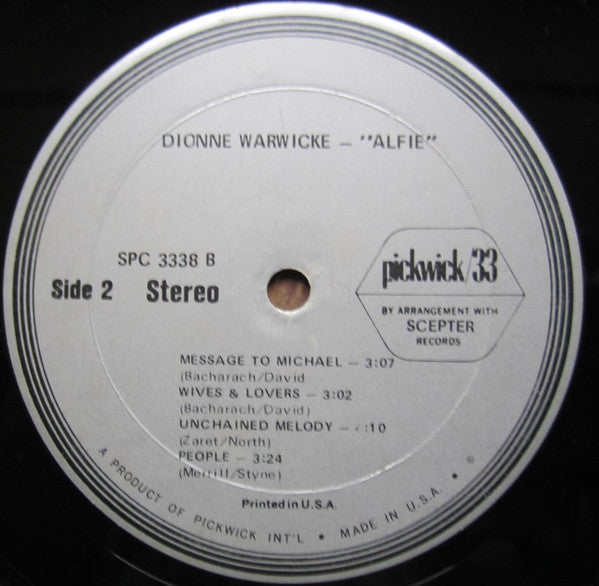 DIONNE WARWICKE – "ALFIE"
SPC 3338 B
Side 2 Stereo
pickwick/33
BY ARRANGEMENT WITH
SCEPTER
RECORDS
MESSAGE TO MICHAEL – 3:07
(Bacharach/David
WIVES & LOVERS – 3:02
(Bacharach/David)
UNCHAINED MELODY – :10
(Zaret/North)
PEOPLE – 3:24
(Merrill/Styne)
Printed in U.S.A.
A PRODUCT OF PICKWICK INT'L • MADE IN U.S.A. • ©